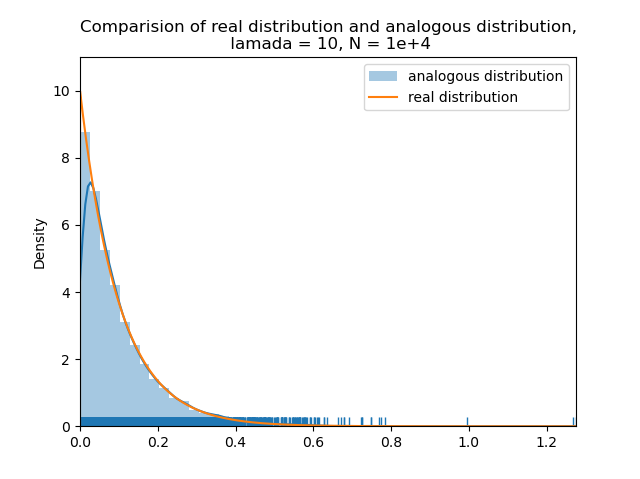 Comparision of real distribution and analogous distribution,
lamada = 10, N = 1e+4
analogous distribution
real distribution
Density
10
8
6
4
2
0
0.0 0.2 0.4 0.6 0.8 1.0 1.2